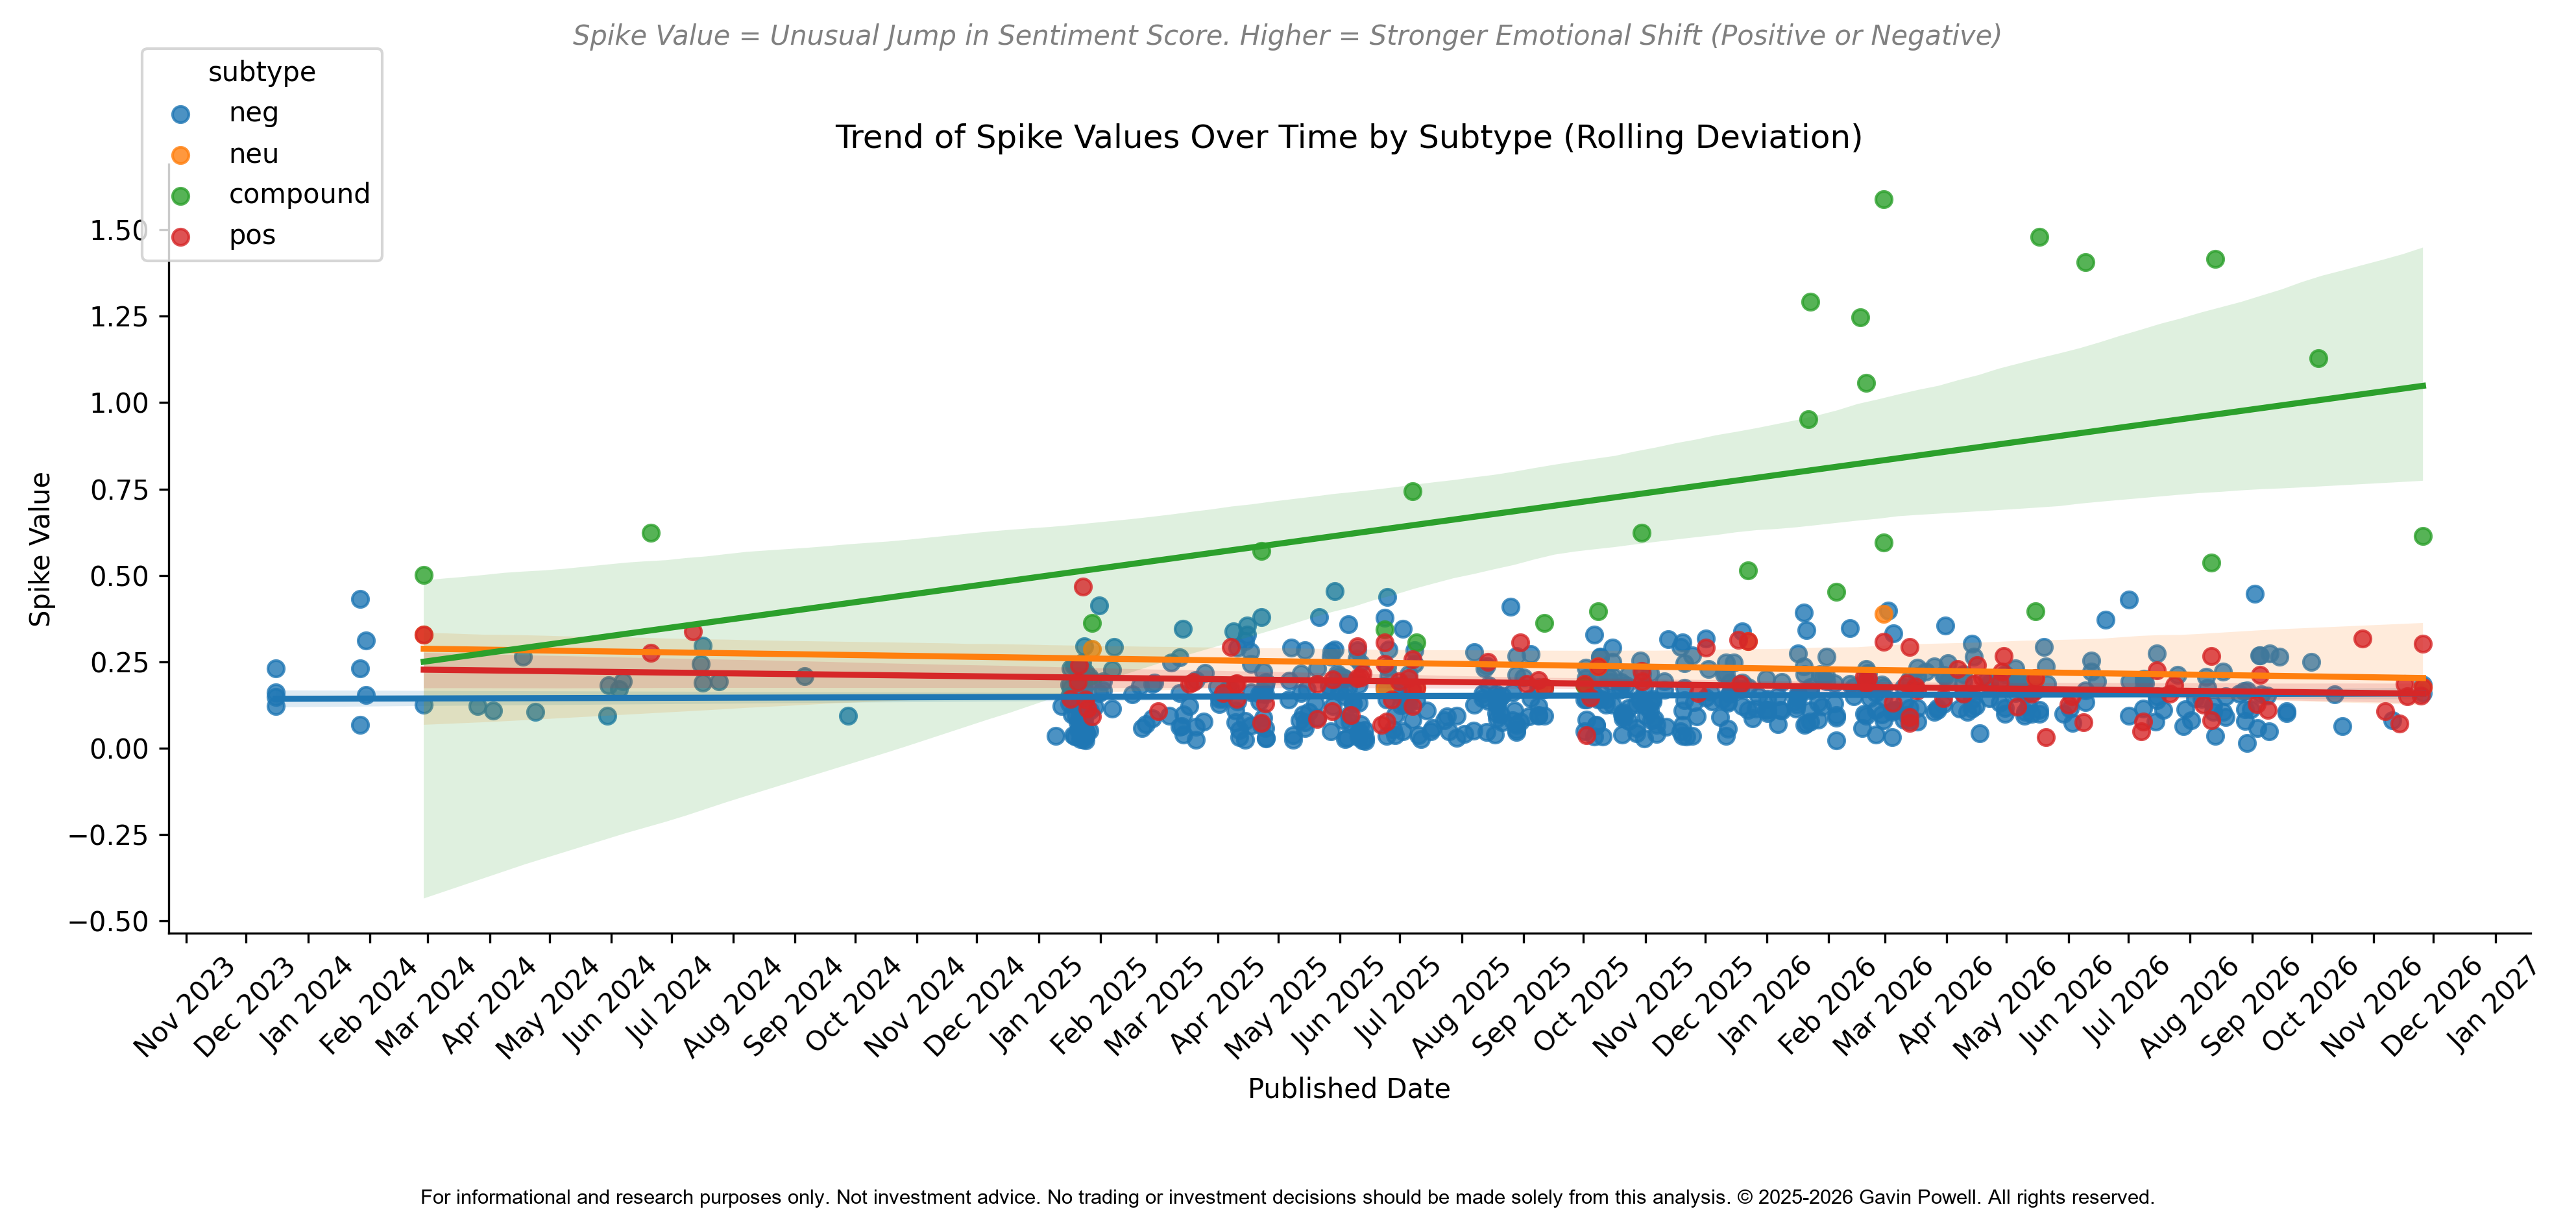 Spike Value = Unusual Jump in Sentiment Score. Higher = Stronger Emotional Shift (Positive or Negative)
subtype
neg
neu
compound
pos
Trend of Spike Values Over Time by Subtype (Rolling Deviation)
1.50
1.25
1.00
0.75
0.50
0.25
0.00
−0.25
−0.50
Spike Value
Nov 2023
Dec 2023
Jan 2024
Feb 2024
Mar 2024
Apr 2024
May 2024
Jun 2024
Jul 2024
Aug 2024
Sep 2024
Oct 2024
Nov 2024
Dec 2024
Jan 2025
Feb 2025
Mar 2025
Apr 2025
May 2025
Jun 2025
Jul 2025
Aug 2025
Sep 2025
Oct 2025
Nov 2025
Dec 2025
Jan 2026
Feb 2026
Mar 2026
Apr 2026
May 2026
Jun 2026
Jul 2026
Aug 2026
Sep 2026
Oct 2026
Nov 2026
Dec 2026
Jan 2027
Published Date
For informational and research purposes only. Not investment advice. No trading or investment decisions should be made solely from this analysis. © 2025-2026 Gavin Powell. All rights reserved.